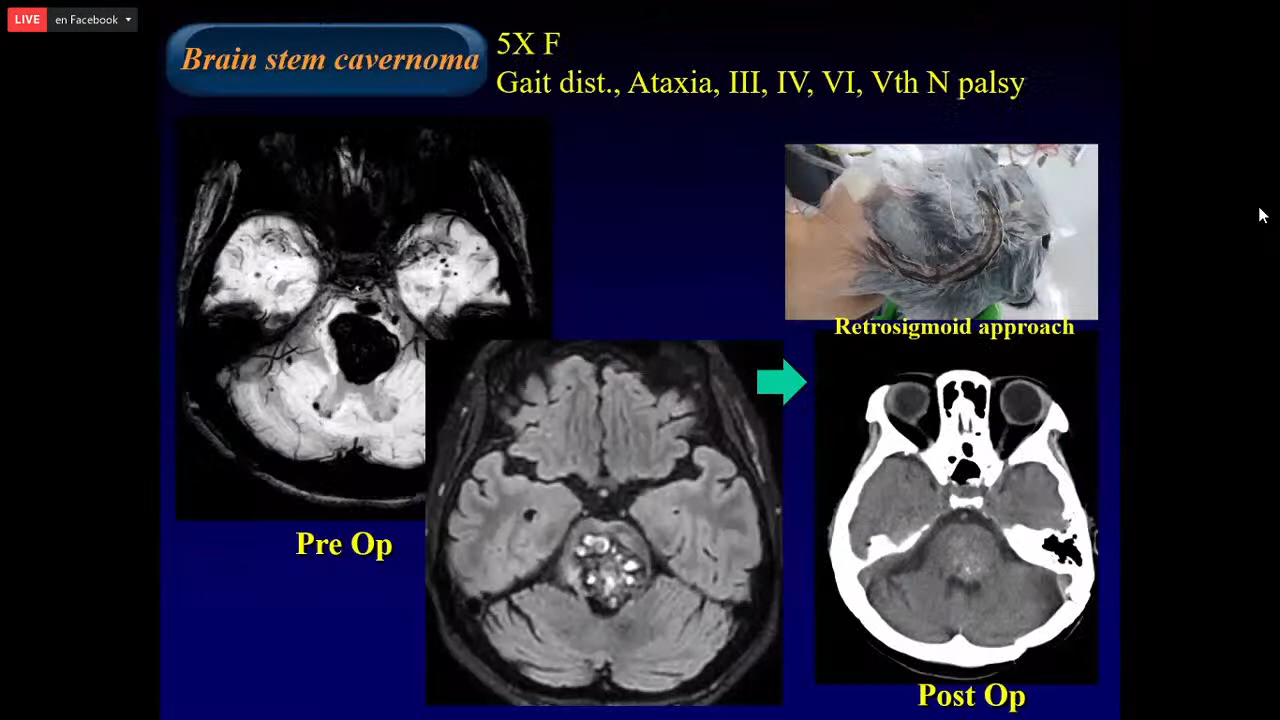 LIVE en Facebook
Brain stem cavernoma
5X F
Gait dist., Ataxia, III, IV, VI, Vth N palsy
Retrosigmoid approach
Pre Op
Post Op